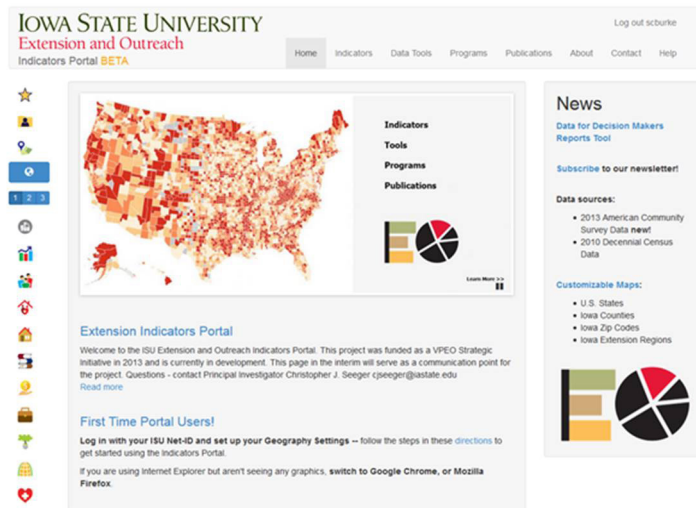 IOWA STATE UNIVERSITY
Extension and Outreach
Indicators Portal BETA
Log out scburke
Home Indicators Data Tools Programs Publications About Contact Help
1 2 3
Indicators
Tools
Programs
Publications
Learn More >>
Extension Indicators Portal
Welcome to the ISU Extension and Outreach Indicators Portal. This project was funded as a VPEO Strategic
Initiative in 2013 and is currently in development. This page in the interim will serve as a communication point for
the project. Questions - contact Principal Investigator Christopher J. Seeger cjseeger@iastate.edu
Read more
First Time Portal Users!
Log in with your ISU Net-ID and set up your Geography Settings -- follow the steps in these directions to
get started using the Indicators Portal.
If you are using Internet Explorer but aren't seeing any graphics, switch to Google Chrome, or Mozilla
Firefox.
News
Data for Decision Makers
Reports Tool
Subscribe to our newsletter!
Data sources:
• 2013 American Community
Survey Data new!
• 2010 Decennial Census
Data
Customizable Maps:
• U.S. States
• Iowa Counties
• Iowa Zip Codes
• Iowa Extension Regions